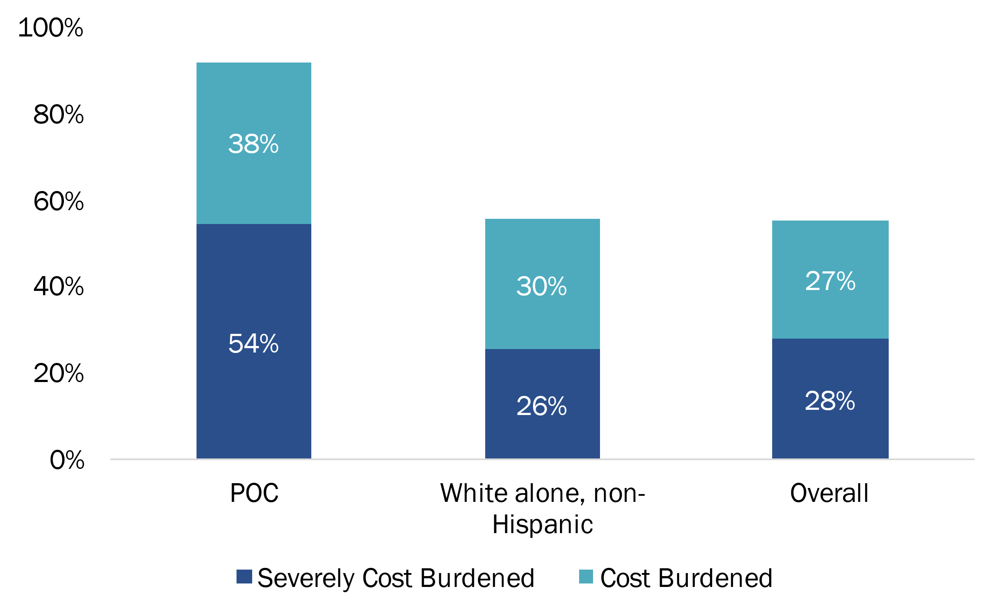 100%
80%
60%
40%
20%
0%
38%
54%
30%
26%
27%
28%
POC
White alone, non-
Hispanic
Overall
Severely Cost Burdened
Cost Burdened